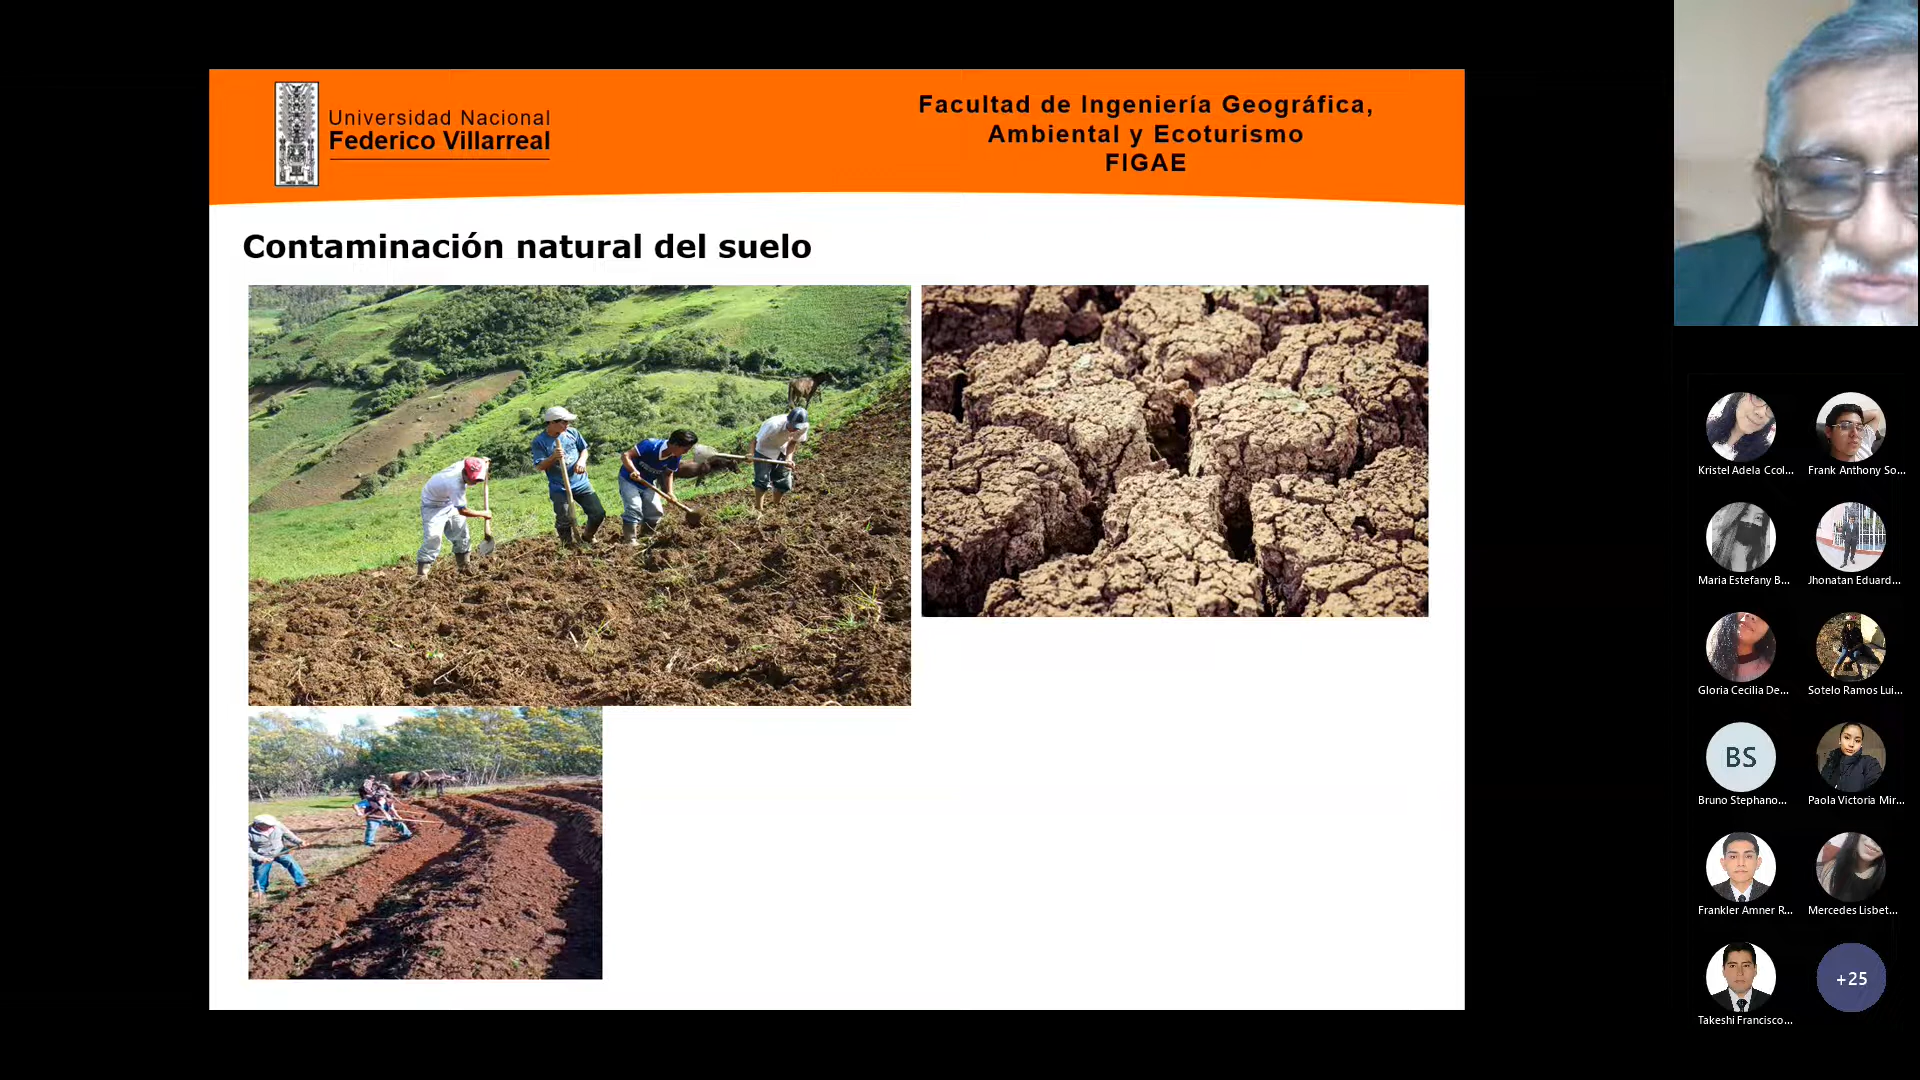 Universidad Nacional
Federico Villarreal
Facultad de Ingeniería Geográfica,
Ambiental y Ecoturismo
FIGAE
Contaminación natural del suelo
Kristel Adela Ccol...
Frank Anthony So...
Maria Estefany B...
Jhonatan Eduard...
Gloria Cecilia De...
Sotelo Ramos Lui...
BS
Bruno Stephano...
Paola Victoria Mir...
Frankler Amner R...
Mercedes Lisbet...
Takeshi Francisco...
+25